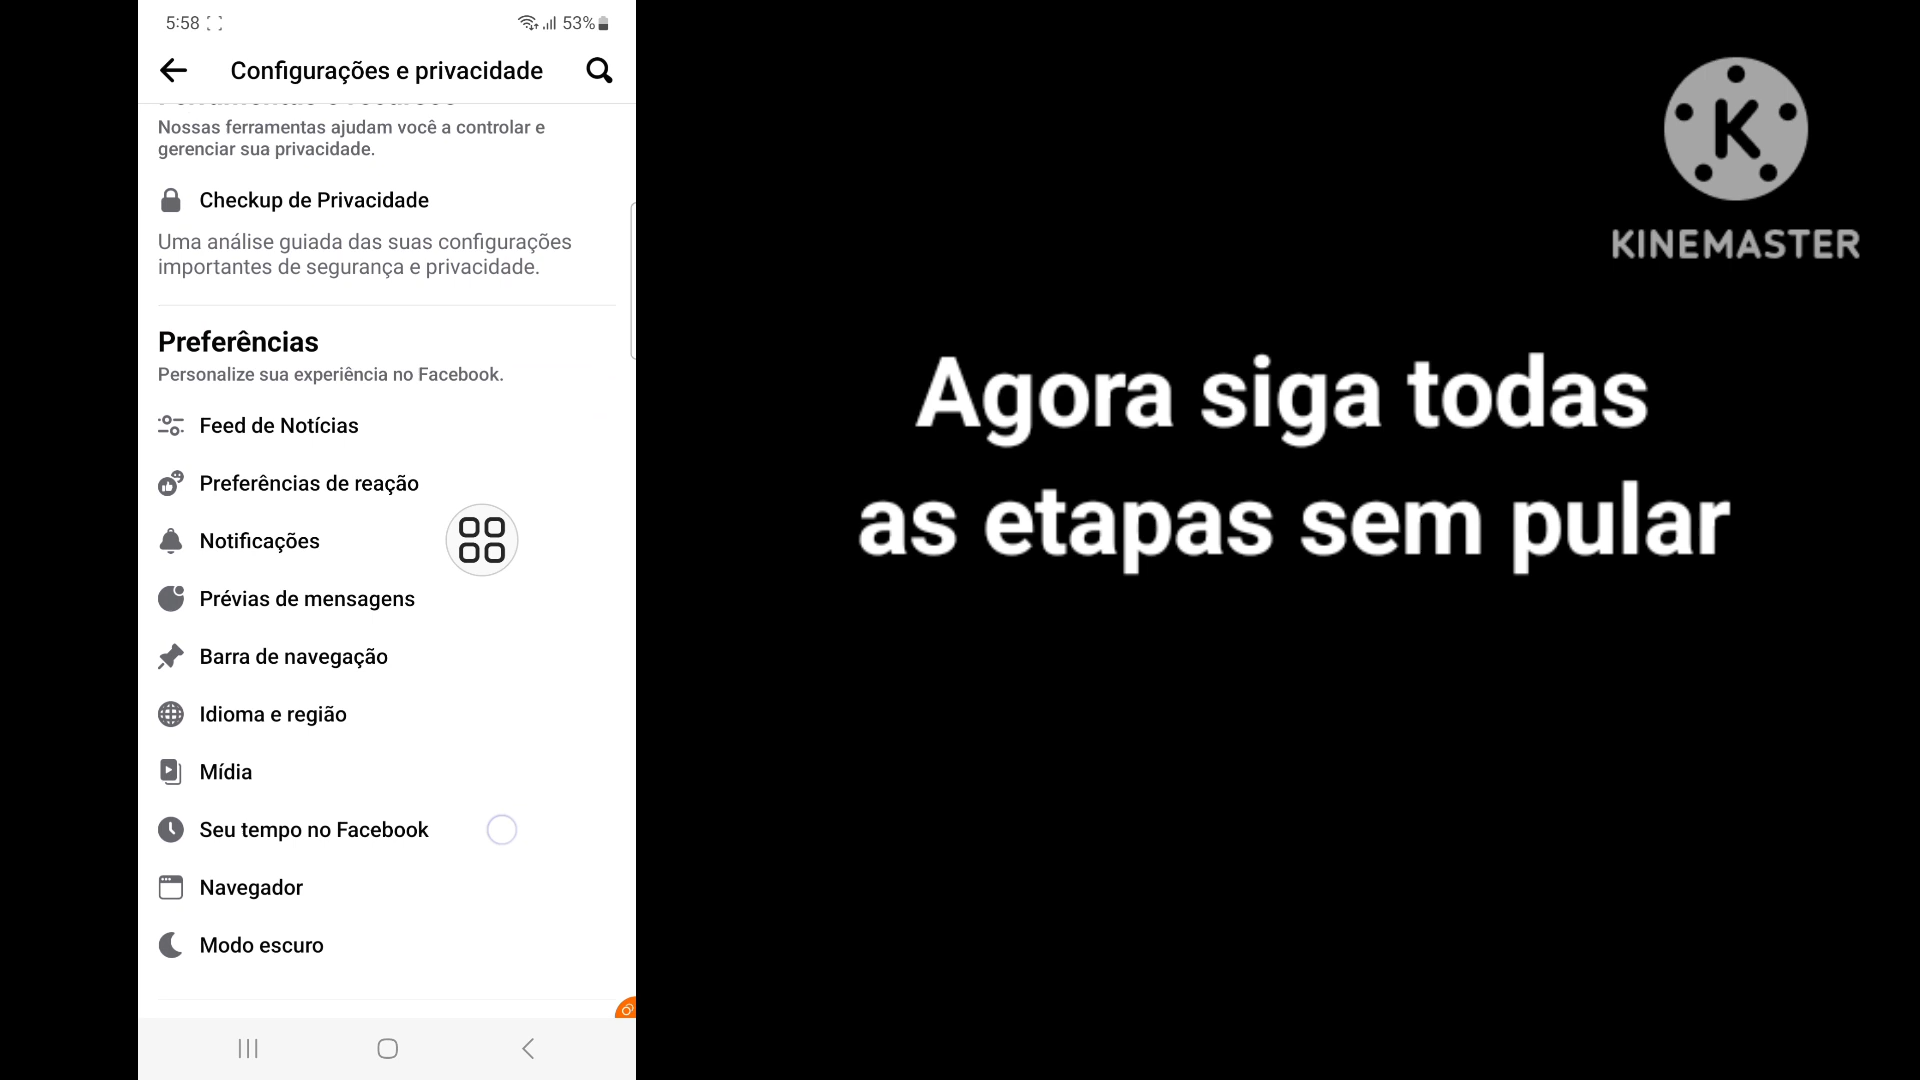 5:58
53%
Configurações e privacidade
Nossas ferramentas ajudam você a controlar e
gerenciar sua privacidade.
Checkup de Privacidade
Uma análise guiada das suas configurações
importantes de segurança e privacidade.
Preferências
Personalize sua experiência no Facebook.
Feed de Notícias
Preferências de reação
Notificações
Prévias de mensagens
Barra de navegação
Idioma e região
Mídia
Seu tempo no Facebook
Navegador
Modo escuro
K
KINEMASTER
Agora siga todas
as etapas sem pular